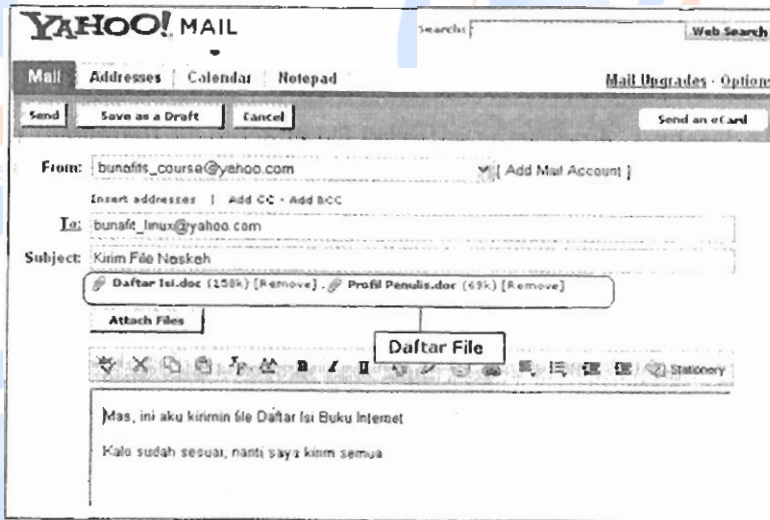 YAHOO! MAIL
Search: Web Search
Mail Addresses Calendar Notepad Mail Upgrades - Options
Send Save as a Draft Cancel Send an eCard
From: bunafits_course@yahoo.com [ Add Mail Account ]
Insert addresses | Add CC - Add BCC
To: bunafit_linux@yahoo.com
Subject: Kirim File Naskah
Daftar Isi.doc (158k) [Remove] , Profil Penulis.doc (69k) [Remove]
Attach Files
Daftar File
B I U Stationery
Mas, ini aku kirimin file Daftar Isi Buku Internet
Kalo sudah sesuai, nanti saya kirim semua